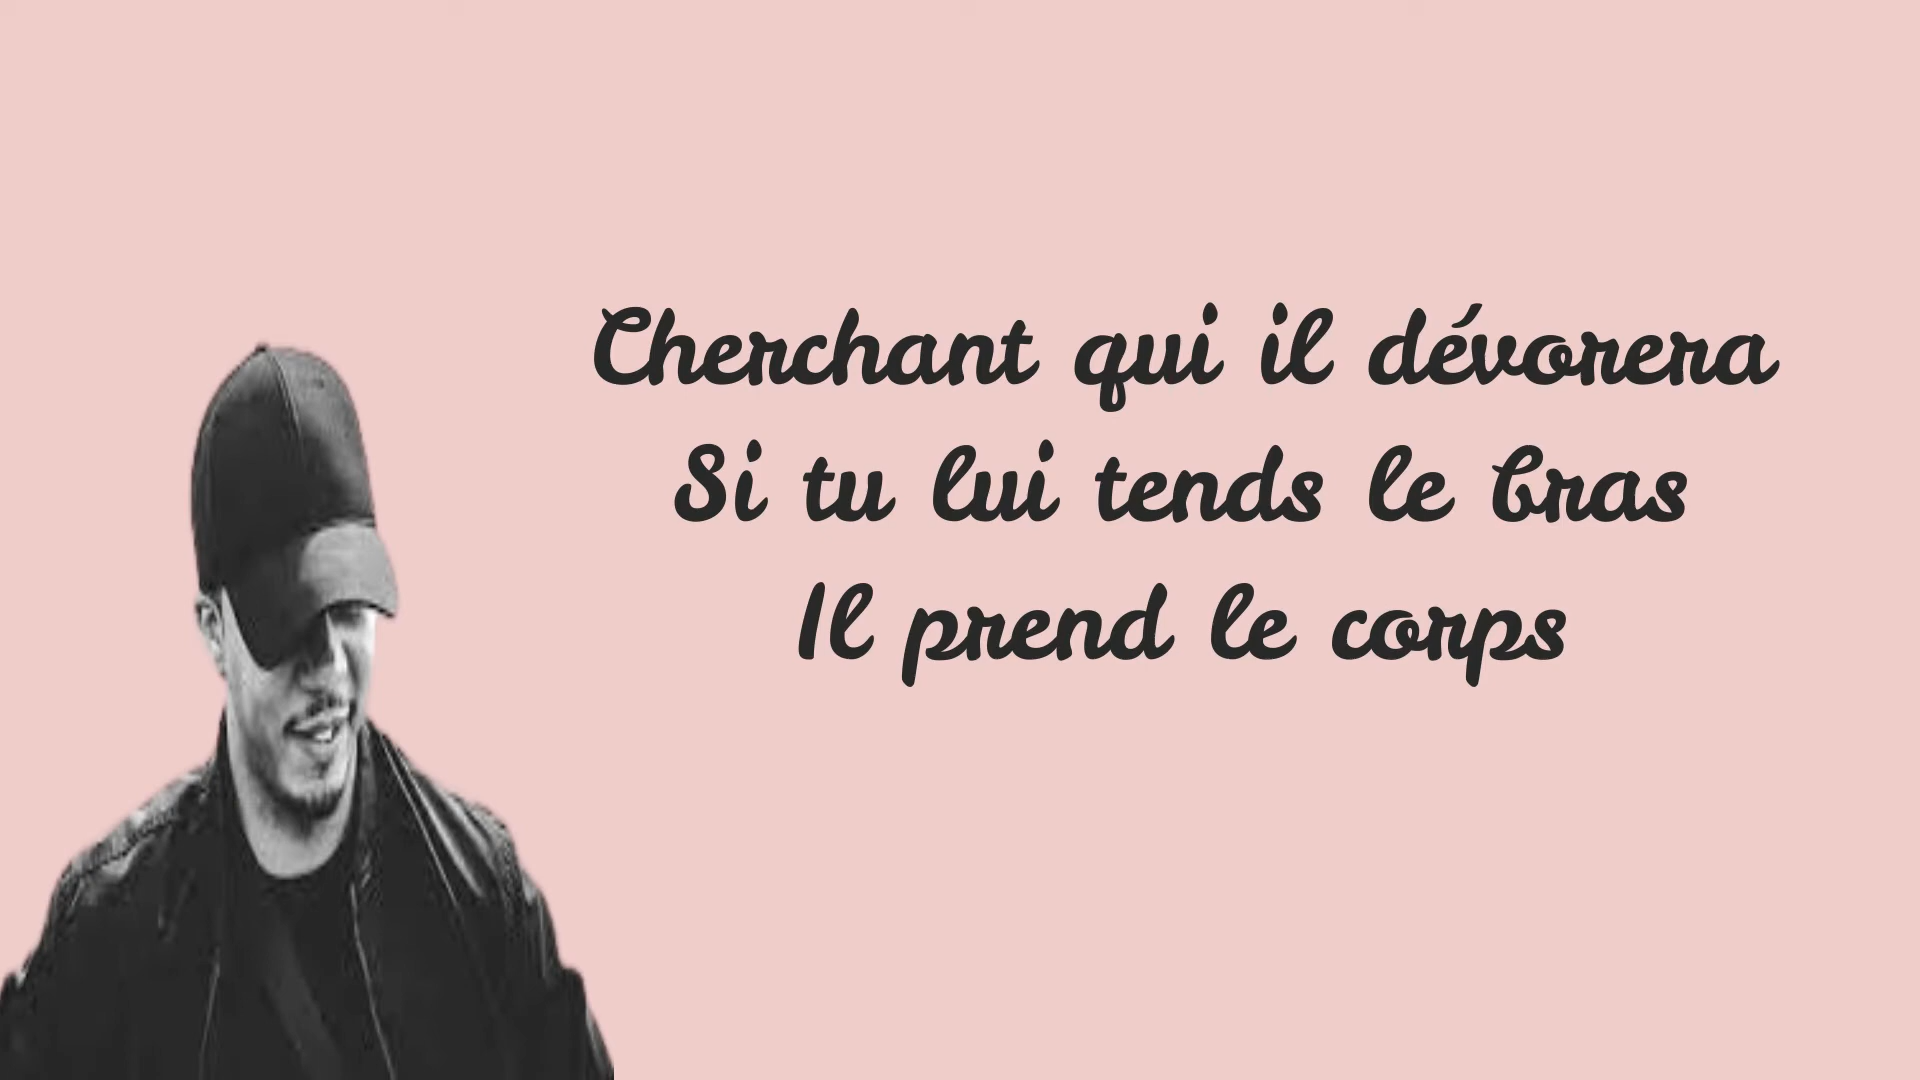 Cherchant qui il dévorera
Si tu lui tends le bras
Il prend le corps